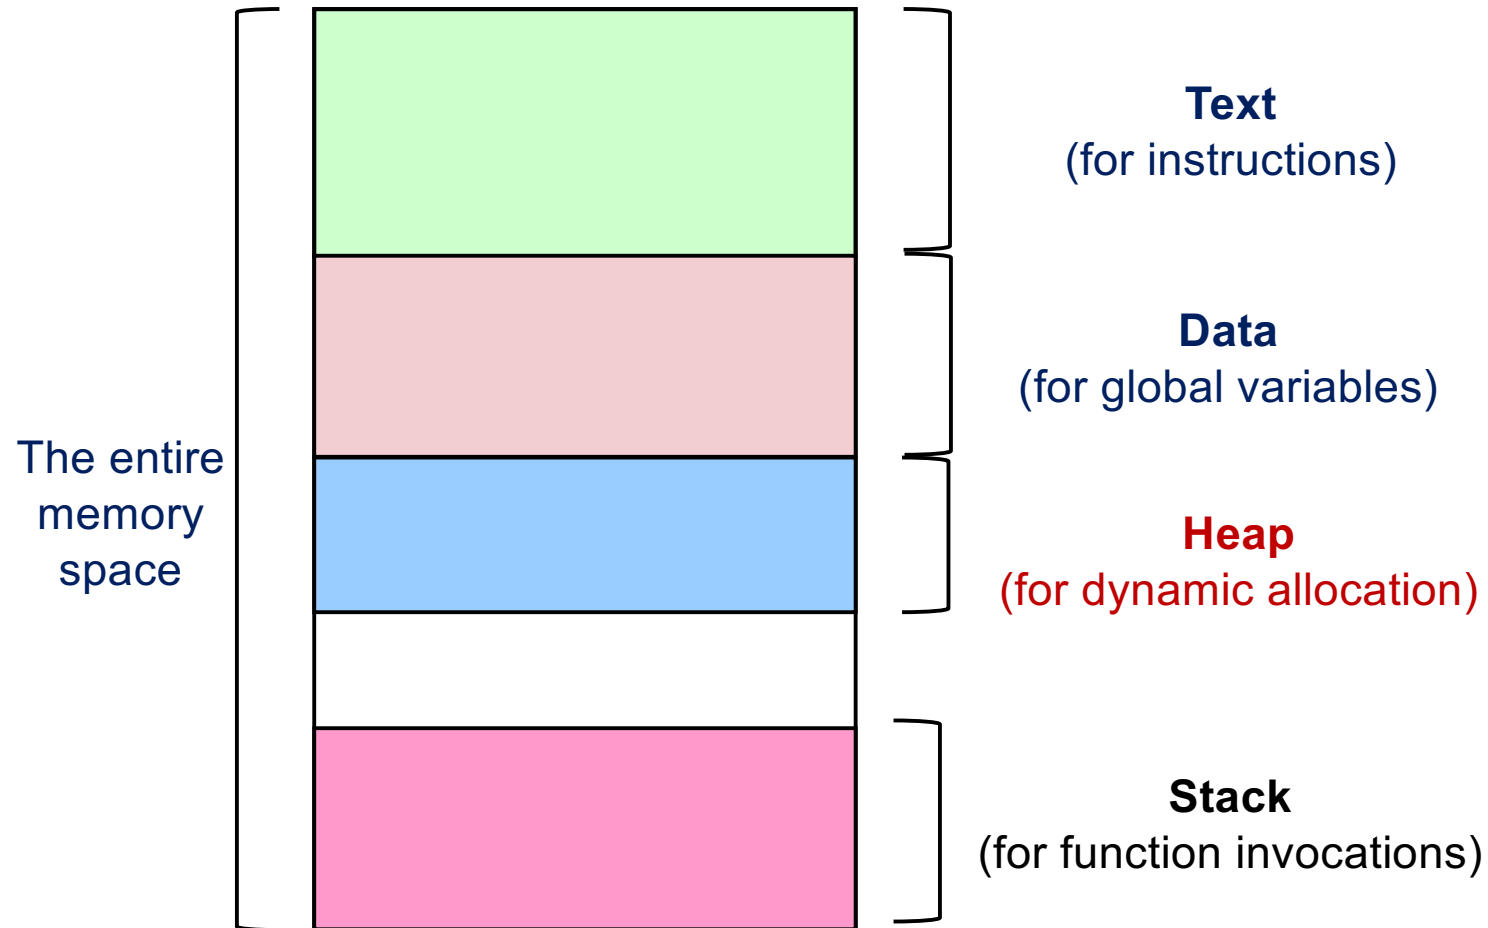 Text
(for instructions)
Data
(for global variables)
The entire
memory
space
Heap
(for dynamic allocation)
Stack
(for function invocations)